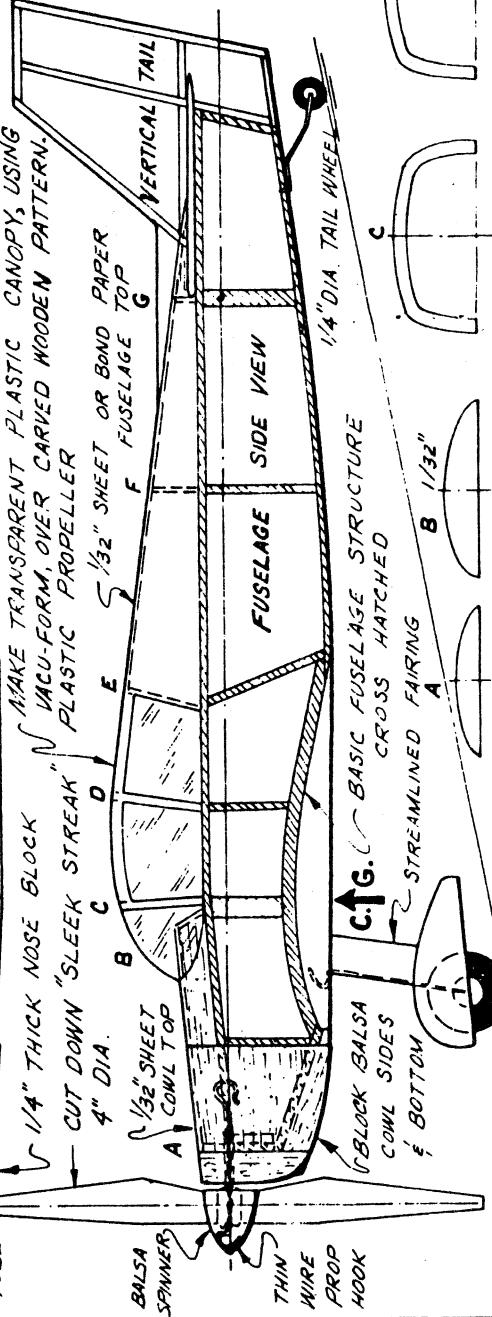 MAKE TRANSPARENT PLASTIC CANOPY, USING
VACU-FORM, OVER CARVED WOODEN PATTERN.
PLASTIC PROPELLER
1/4" THICK NOSE BLOCK
CUT DOWN "SLEEK STREAK"
4" DIA.
1/32" SHEET OR BOND PAPER
FUSELAGE TOP
VERTICAL TAIL
1/32" SHEET
COWL TOP
A
B
C
D
E
F
G
BALSA
SPINNER
THIN
WIRE
PROP
HOOK
FUSELAGE
SIDE VIEW
1/4" DIA. TAIL WHEEL
C.G.
BASIC FUSELAGE STRUCTURE
CROSS HATCHED
STREAMLINED FAIRING
BLOCK BALSA
COWL SIDES
& BOTTOM
A
B
1/32"
C